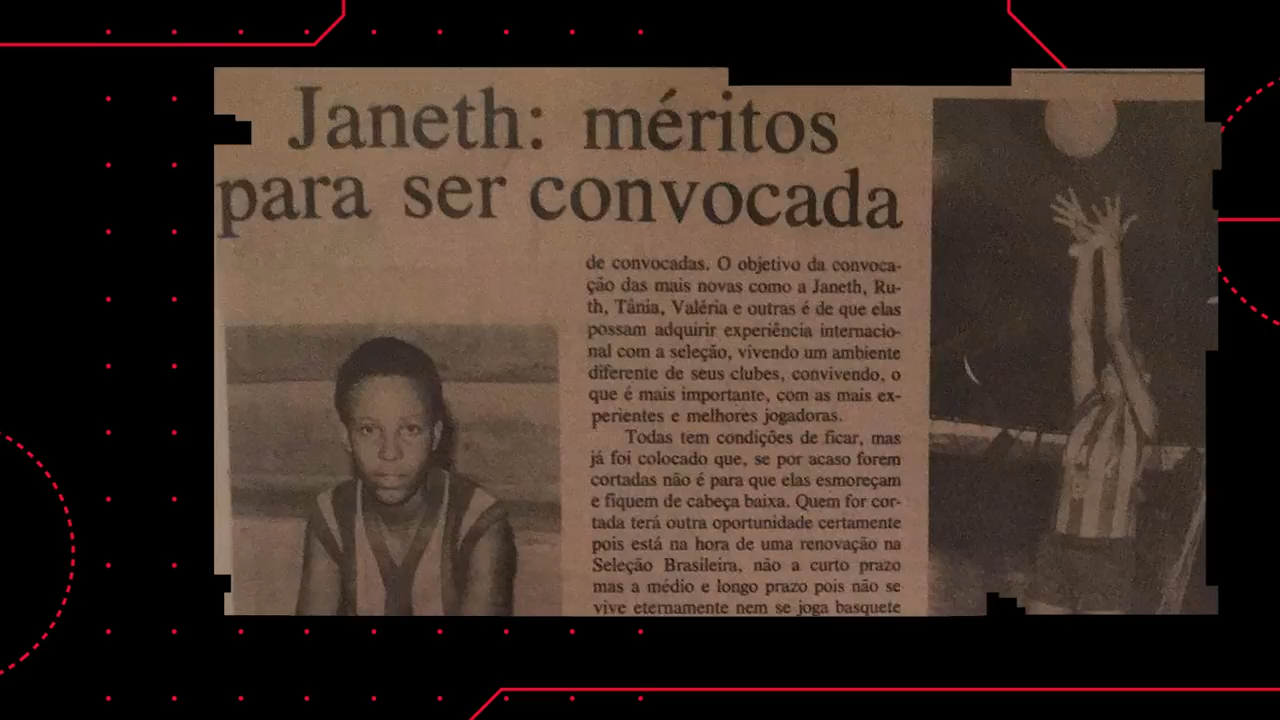 Janeth: méritos
para ser convocada
de convocadas. O objetivo da convoca-
ção das mais novas como a Janeth, Ru-
th, Tânia, Valéria e outras é de que elas
possam adquirir experiência internacio-
nal com a seleção, vivendo um ambiente
diferente de seus clubes, convivendo, o
que é mais importante, com as mais ex-
perientes e melhores jogadoras.
Todas tem condições de ficar, mas
já foi colocado que, se por acaso forem
cortadas não é para que elas esmoreçam
e fiquem de cabeça baixa. Quem for cor-
tada terá outra oportunidade certamente
pois está na hora de uma renovação na
Seleção Brasileira, não a curto prazo
mas a médio e longo prazo pois não se
vive eternamente nem se joga basquete